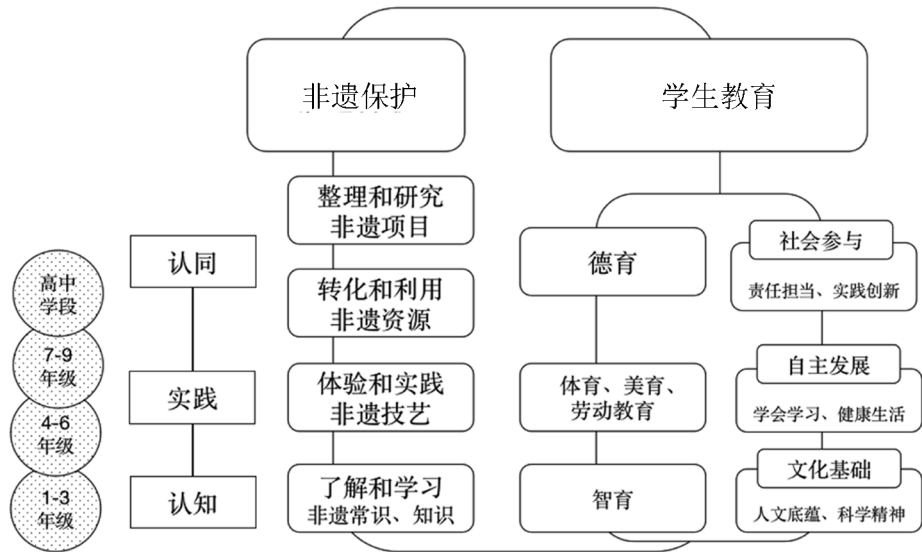 非遗保护
学生教育
整理和研究
非遗项目
转化和利用
非遗资源
体验和实践
非遗技艺
了解和学习
非遗常识、知识
认同
实践
认知
高中
学段
7-9
年级
4-6
年级
1-3
年级
德育
体育、美育、
劳动教育
智育
社会参与
责任担当、实践创新
自主发展
学会学习、健康生活
文化基础
人文底蕴、科学精神